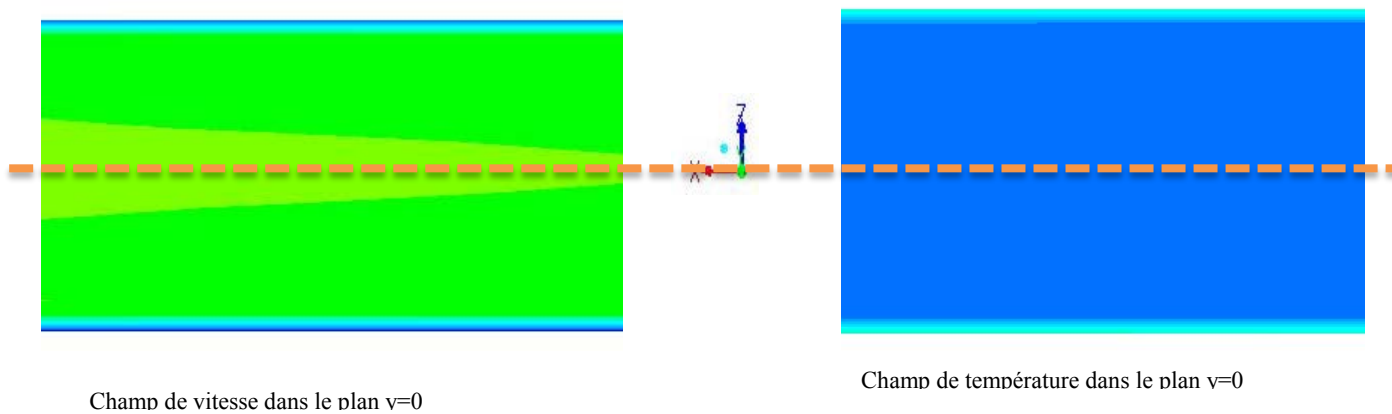 Z
X
Champ de température dans le plan y=0
Champ de vitesse dans le plan y=0